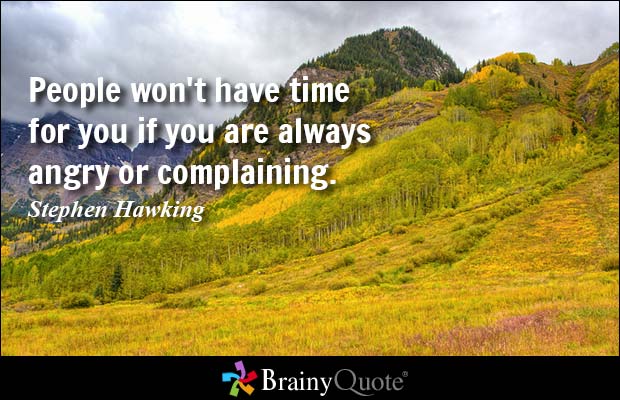 People won't have time
for you if you are always
angry or complaining.
Stephen Hawking
BrainyQuote®